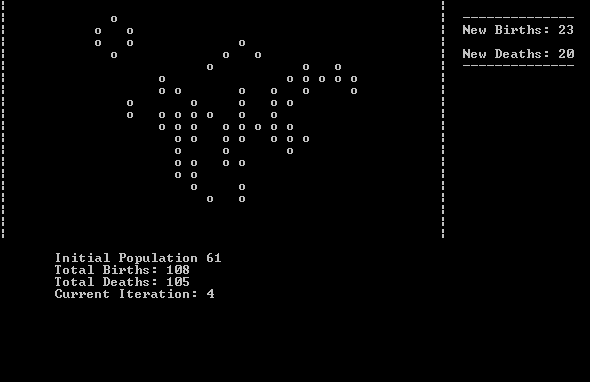 New Births: 23
New Deaths: 20
Initial Population 61
Total Births: 108
Total Deaths: 105
Current Iteration: 4